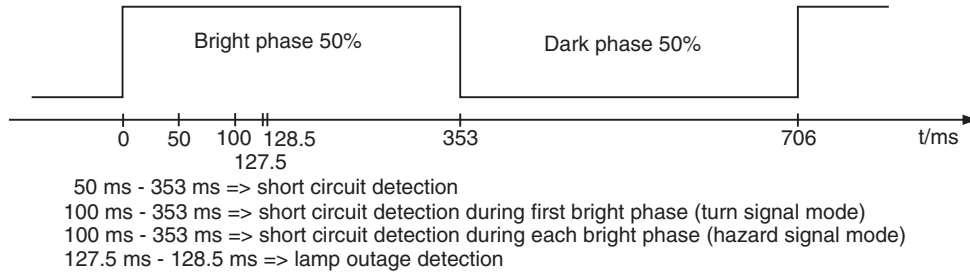 Bright phase 50%
Dark phase 50%
0 50 100 128.5 353 706 t/ms
127.5
50 ms - 353 ms => short circuit detection
100 ms - 353 ms => short circuit detection during first bright phase (turn signal mode)
100 ms - 353 ms => short circuit detection during each bright phase (hazard signal mode)
127.5 ms - 128.5 ms => lamp outage detection